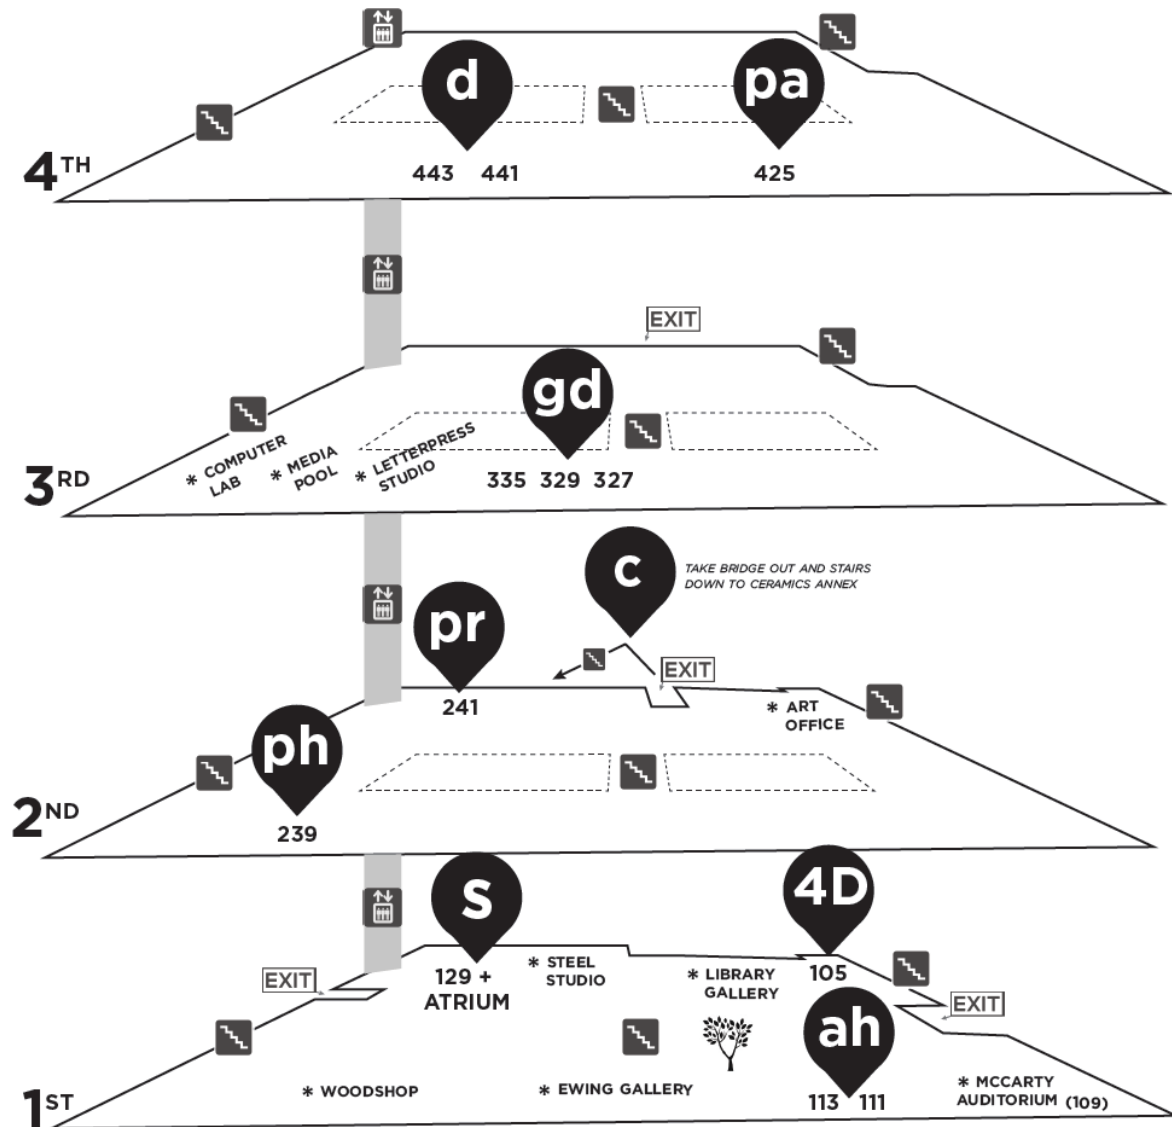 d
pa
443 441
425
4TH
EXIT
gd
* COMPUTER
LAB
* MEDIA
POOL
* LETTERPRESS
STUDIO
335 329 327
3RD
c
TAKE BRIDGE OUT AND STAIRS
DOWN TO CERAMICS ANNEX
pr
EXIT
241
* ART
OFFICE
ph
239
2ND
S
4D
129 +
ATRIUM
* STEEL
STUDIO
* LIBRARY
GALLERY
105
EXIT
EXIT
ah
* WOODSHOP
* EWING GALLERY
113 111
* MCCARTY
AUDITORIUM (109)
1ST